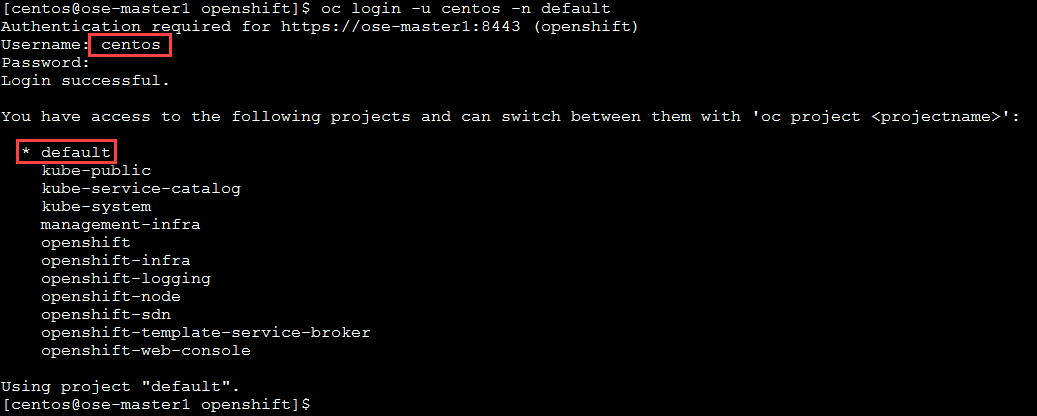 [centos@ose-master1 openshift]$ oc login -u centos -n default
Authentication required for https://ose-master1:8443 (openshift)
Username: centos
Password:
Login successful.
You have access to the following projects and can switch between them with 'oc project <projectname>':
* default
kube-public
kube-service-catalog
kube-system
management-infra
openshift
openshift-infra
openshift-logging
openshift-node
openshift-sdn
openshift-template-service-broker
openshift-web-console
Using project "default".
[centos@ose-master1 openshift]$